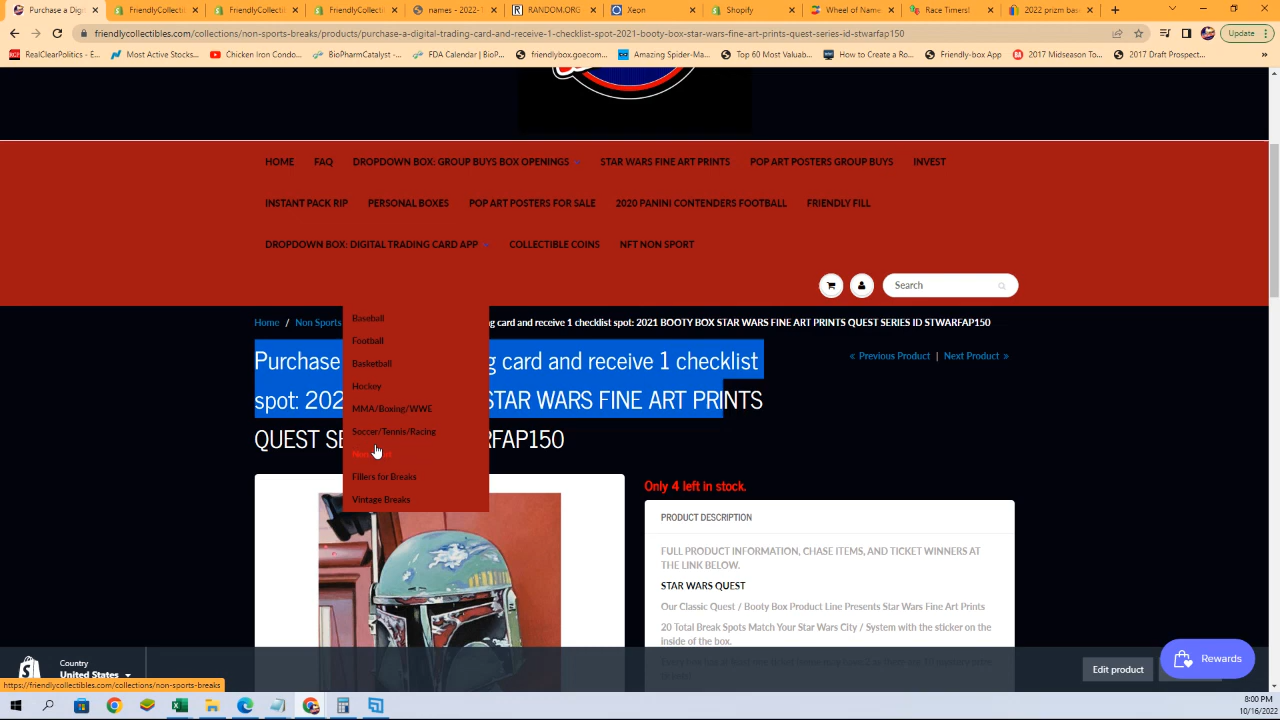 Purchase a Dig
FriendlyCollecti
FriendlyCollecti
FriendlyCollecti
names - 2022-1
RANDOM.ORG
Xeon
Shopify
Wheel of Name
Race Timers!
2022 prizm bas
friendlycollectibles.com/collections/non-sports-breaks/products/purchase-a-digital-trading-card-and-receive-1-checklist-spot-2021-booty-box-star-wars-fine-art-prints-quest-series-id-stwarfap150
Update
RealClearPolitics - E...
Most Active Stocks...
Chicken Iron Condo...
BioPharmCatalyst -...
FDA Calendar | BioP...
friendlybox.goecom...
Amazing Spider-Ma...
Top 60 Most Valuab...
How to Create a Ro...
Friendly-box App
2017 Midseason To...
2017 Draft Prospect...
HOME FAQ DROPDOWN BOX: GROUP BUYS BOX OPENINGS STAR WARS FINE ART PRINTS POP ART POSTERS GROUP BUYS INVEST
INSTANT PACK RIP PERSONAL BOXES POP ART POSTERS FOR SALE 2020 PANINI CONTENDERS FOOTBALL FRIENDLY FILL
DROPDOWN BOX: DIGITAL TRADING CARD APP COLLECTIBLE COINS NFT NON SPORT
Search
Home / Non Sports
g card and receive 1 checklist spot: 2021 BOOTY BOX STAR WARS FINE ART PRINTS QUEST SERIES ID STWARFAP150
Baseball
Football
Basketball
Hockey
MMA/Boxing/WWE
Soccer/Tennis/Racing
Fillers for Breaks
Vintage Breaks
Purchase g card and receive 1 checklist
spot: 202 STAR WARS FINE ART PRINTS
QUEST SE RFAP150
« Previous Product | Next Product »
Only 4 left in stock.
PRODUCT DESCRIPTION
FULL PRODUCT INFORMATION, CHASE ITEMS, AND TICKET WINNERS AT
THE LINK BELOW.
STAR WARS QUEST
Our Classic Quest / Booty Box Product Line Presents Star Wars Fine Art Prints
20 Total Break Spots Match Your Star Wars City / System with the sticker on the
inside of the box.
Country
United States
Edit product
Rewards
https://friendlycollectibles.com/collections/non-sports-breaks
8:00 PM
10/16/2022